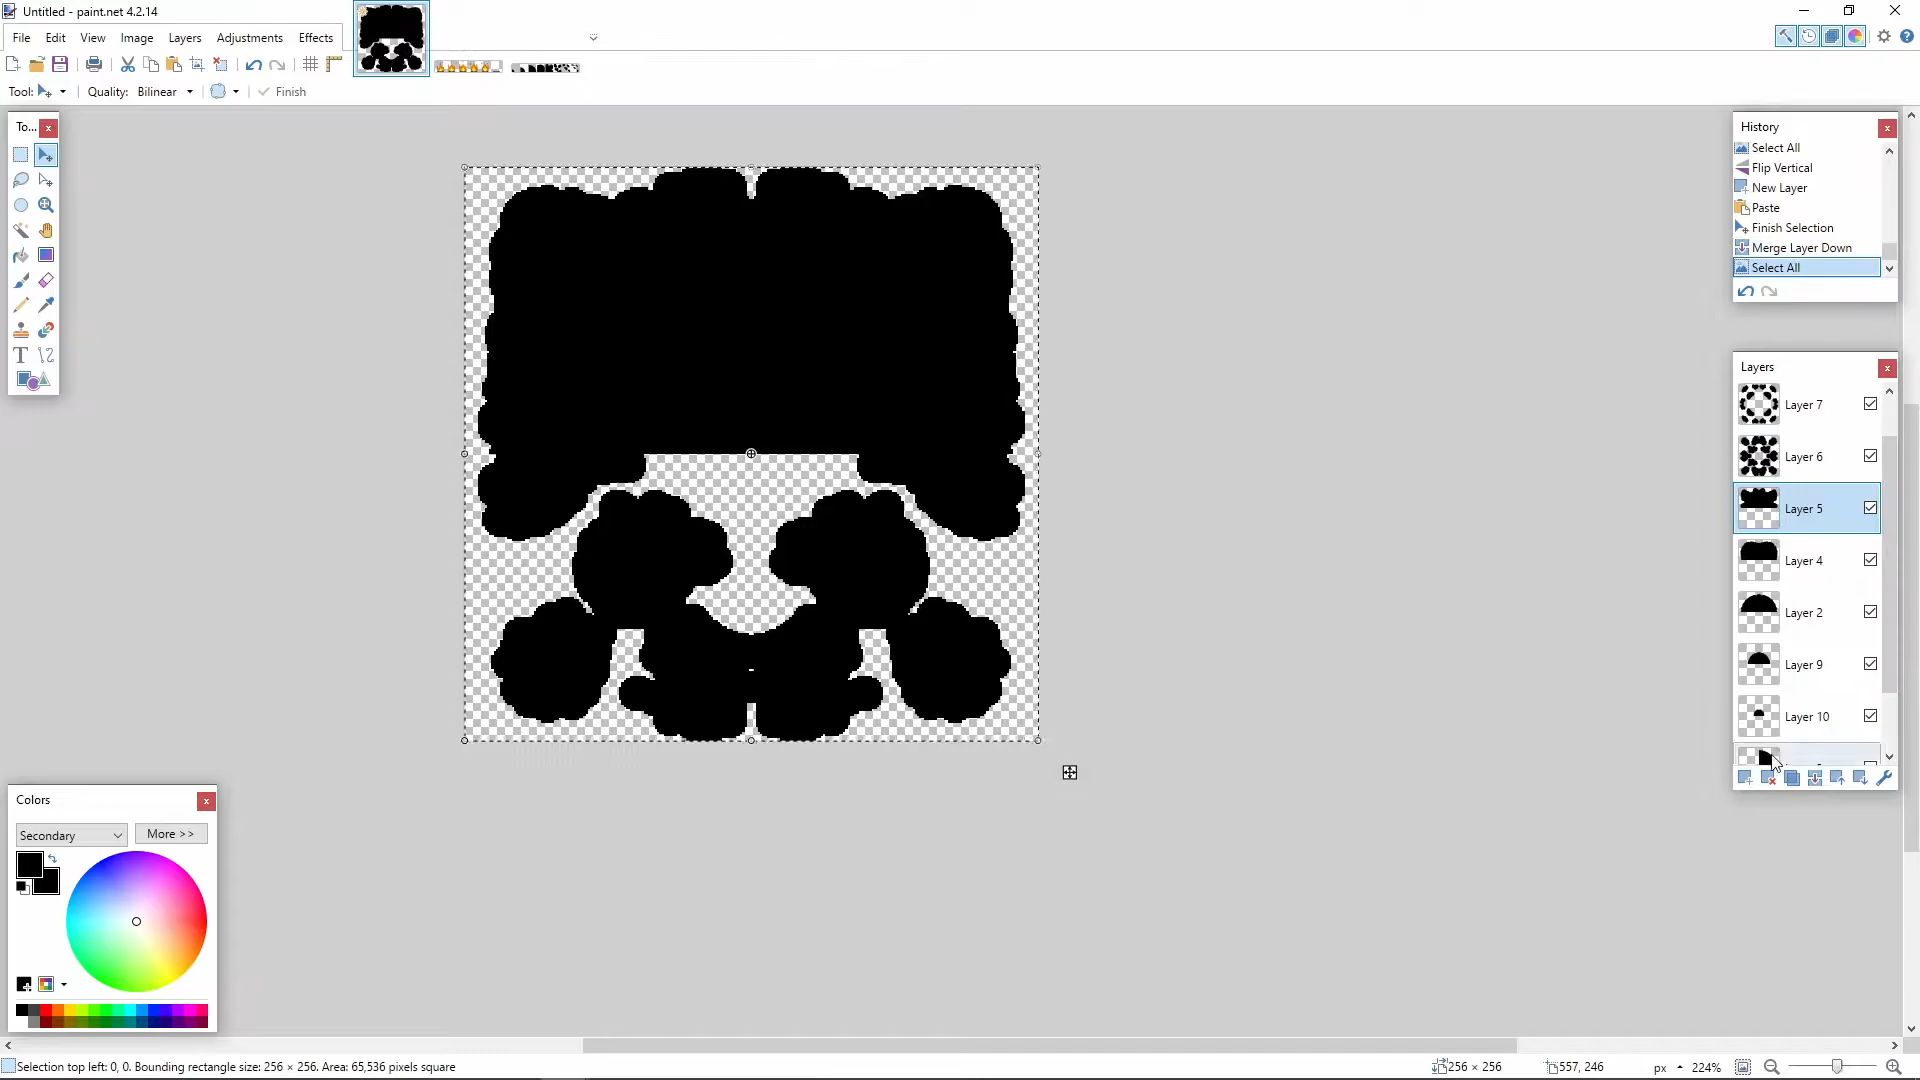 Untitled - paint.net 4.2.14
File Edit View Image Layers Adjustments Effects
Tool: Quality: Bilinear Finish
To...
History
Select All
Flip Vertical
New Layer
Paste
Finish Selection
Merge Layer Down
Select All
Layers
Layer 7
Layer 6
Layer 5
Layer 4
Layer 2
Layer 9
Layer 10
Colors
Secondary More >>
Selection top left: 0, 0. Bounding rectangle size: 256 × 256. Area: 65,536 pixels square 256 × 256 557, 246 px 224%